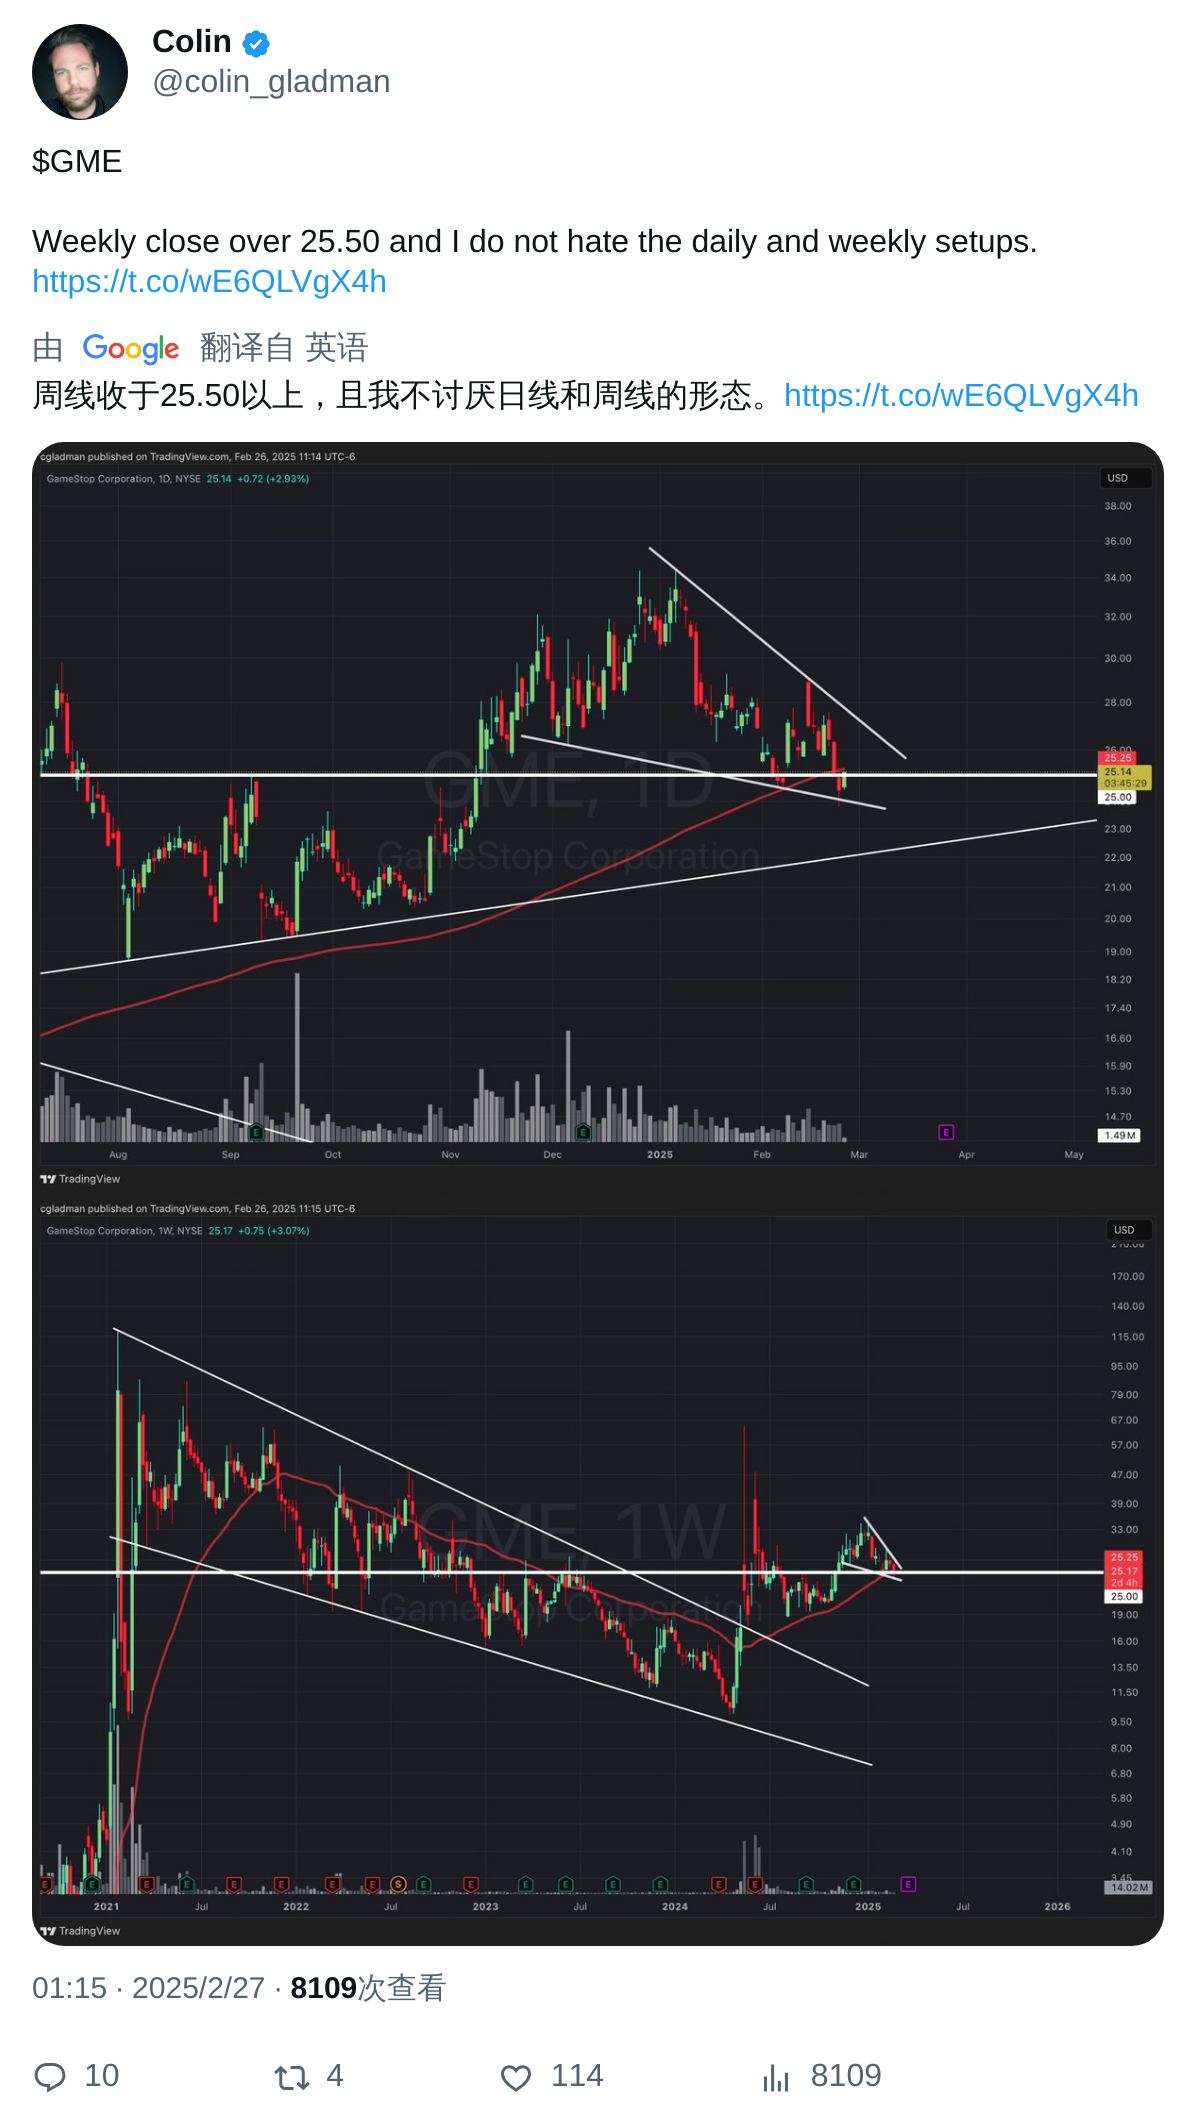 Colin
@colin_gladman
$GME
Weekly close over 25.50 and I do not hate the daily and weekly setups.
https://t.co/wE6QLVgX4h
由 Google 翻译自 英语
周线收于25.50以上，且我不讨厌日线和周线的形态。https://t.co/wE6QLVgX4h
cgladman published on TradingView.com, Feb 26, 2025 11:14 UTC-6
GameStop Corporation, 1D, NYSE 25.14 +0.72 (+2.93%)
USD
38.00
36.00
34.00
32.00
30.00
28.00
26.00
25.25
25.14
03:45:29
25.00
23.00
22.00
21.00
20.00
19.00
18.20
17.40
16.60
15.90
15.30
14.70
1.49M
GME, 1D
GameStop Corporation
E E E
Aug Sep Oct Nov Dec 2025 Feb Mar Apr May
TradingView
cgladman published on TradingView.com, Feb 26, 2025 11:15 UTC-6
GameStop Corporation, 1W, NYSE 25.17 +0.75 (+3.07%)
USD
210.00
170.00
140.00
115.00
95.00
79.00
67.00
57.00
47.00
39.00
33.00
25.25
25.17
2d 4h
25.00
19.00
16.00
13.50
11.50
9.50
8.00
6.80
5.80
4.90
4.10
3.45
14.02M
GME, 1W
GameStop Corporation
E E E E E E E E S E E E E E E E E E E E
2021 Jul 2022 Jul 2023 Jul 2024 Jul 2025 Jul 2026
TradingView
01:15 · 2025/2/27 · 8109次查看
10 4 114 8109